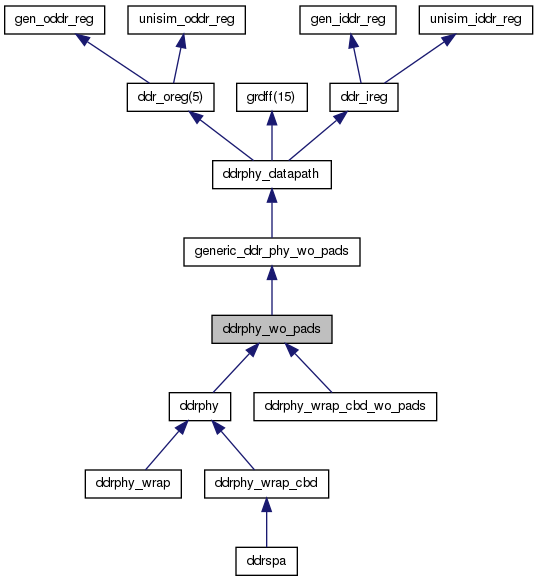 gen_oddr_reg
unisim_oddr_reg
gen_iddr_reg
unisim_iddr_reg
ddr_oreg(5)
grdff(15)
ddr_ireg
ddrphy_datapath
generic_ddr_phy_wo_pads
ddrphy_wo_pads
ddrphy
ddrphy_wrap_cbd_wo_pads
ddrphy_wrap
ddrphy_wrap_cbd
ddrspa